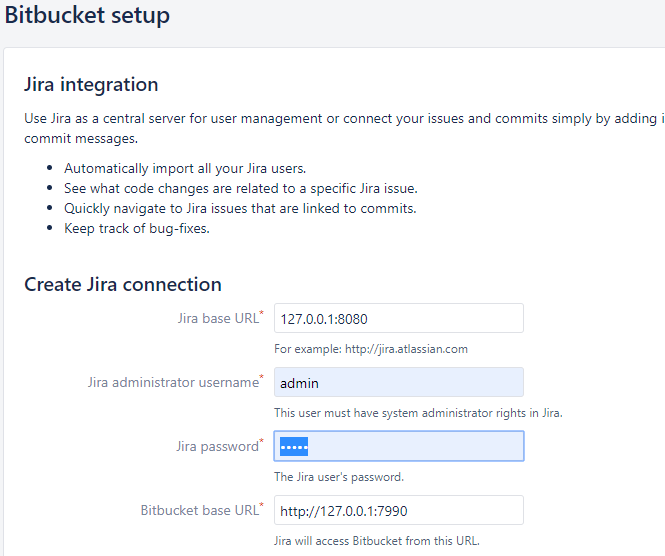 Bitbucket setup
Jira integration
Use Jira as a central server for user management or connect your issues and commits simply by adding i
commit messages.
• Automatically import all your Jira users.
• See what code changes are related to a specific Jira issue.
• Quickly navigate to Jira issues that are linked to commits.
• Keep track of bug-fixes.
Create Jira connection
Jira base URL* 127.0.0.1:8080
For example: http://jira.atlassian.com
Jira administrator username* admin
This user must have system administrator rights in Jira.
Jira password* •••••
The Jira user's password.
Bitbucket base URL* http://127.0.0.1:7990
Jira will access Bitbucket from this URL.